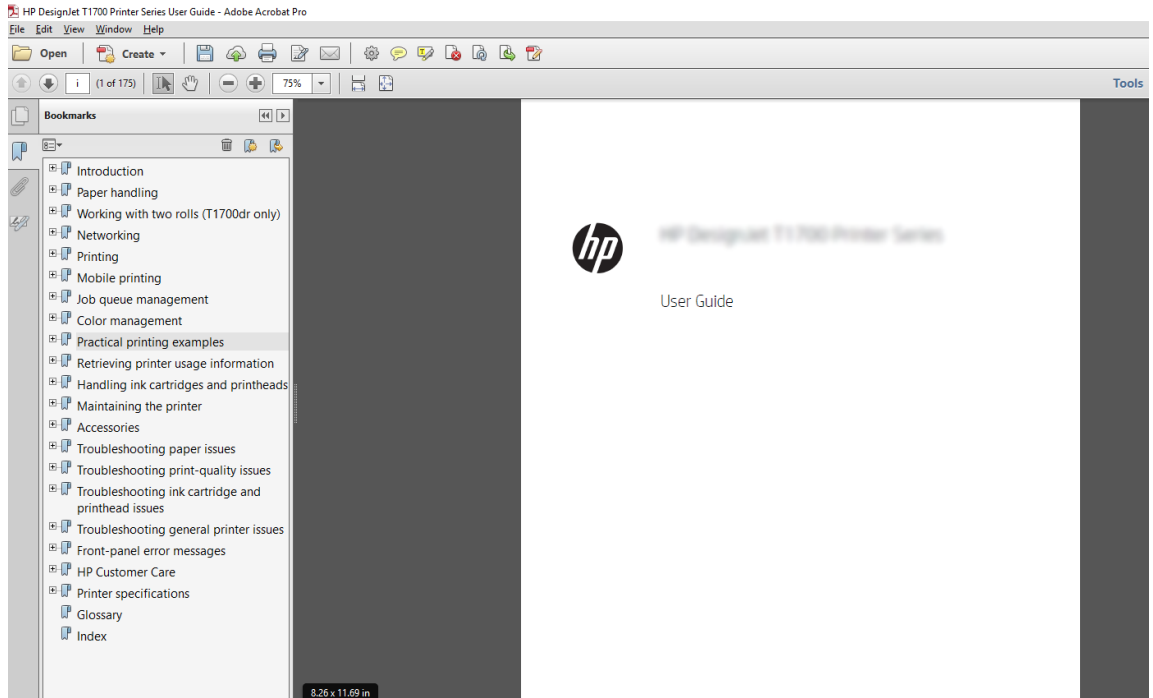 HP DesignJet T1700 Printer Series User Guide - Adobe Acrobat Pro
File Edit View Window Help
Open Create
i (1 of 175) 75% Tools
Bookmarks
Introduction
Paper handling
Working with two rolls (T1700dr only)
Networking
Printing
Mobile printing
Job queue management
Color management
Practical printing examples
Retrieving printer usage information
Handling ink cartridges and printheads
Maintaining the printer
Accessories
Troubleshooting paper issues
Troubleshooting print-quality issues
Troubleshooting ink cartridge and
printhead issues
Troubleshooting general printer issues
Front-panel error messages
HP Customer Care
Printer specifications
Glossary
Index
hp
User Guide
8.26 x 11.69 in